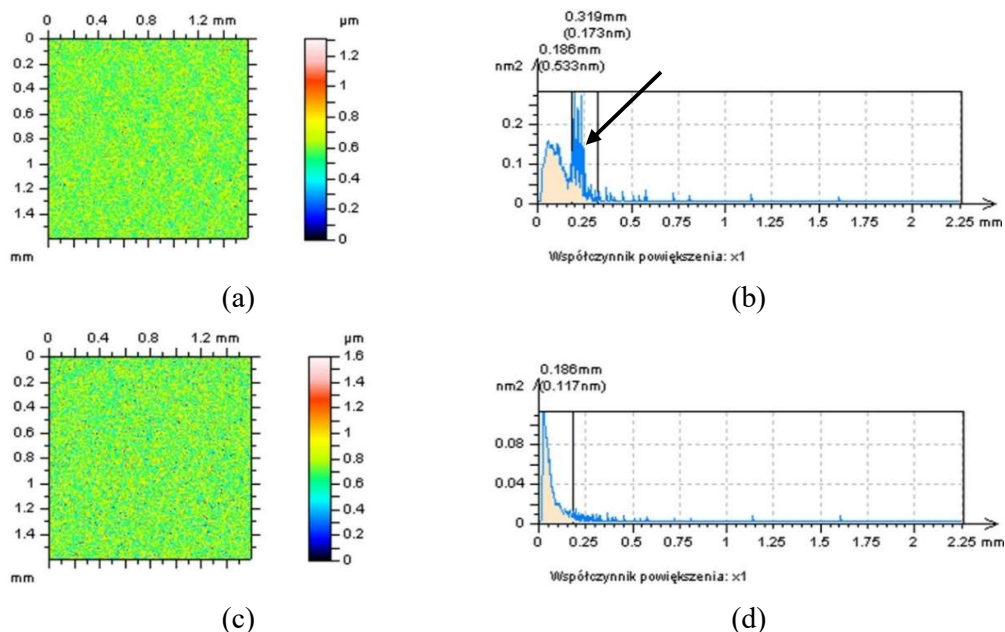 0 0.4 0.8 1.2 mm
µm
0
0.2
0.4
0.6
0.8
1
1.2
1.4
mm
1.2
1
0.8
0.6
0.4
0.2
0
(a)
0.319mm
(0.173nm)
0.186mm
nm2 (0.533nm)
0.2
0.1
0
0 0.25 0.5 0.75 1 1.25 1.5 1.75 2 2.25 mm
Współczynnik powiększenia: x1
(b)
0 0.4 0.8 1.2 mm
µm
0
0.2
0.4
0.6
0.8
1
1.2
1.4
mm
1.6
1.4
1.2
1
0.8
0.6
0.4
0.2
0
(c)
0.186mm
nm2 (0.117nm)
0.08
0.04
0
0 0.25 0.5 0.75 1 1.25 1.5 1.75 2 2.25 mm
Współczynnik powiększenia: x1
(d)